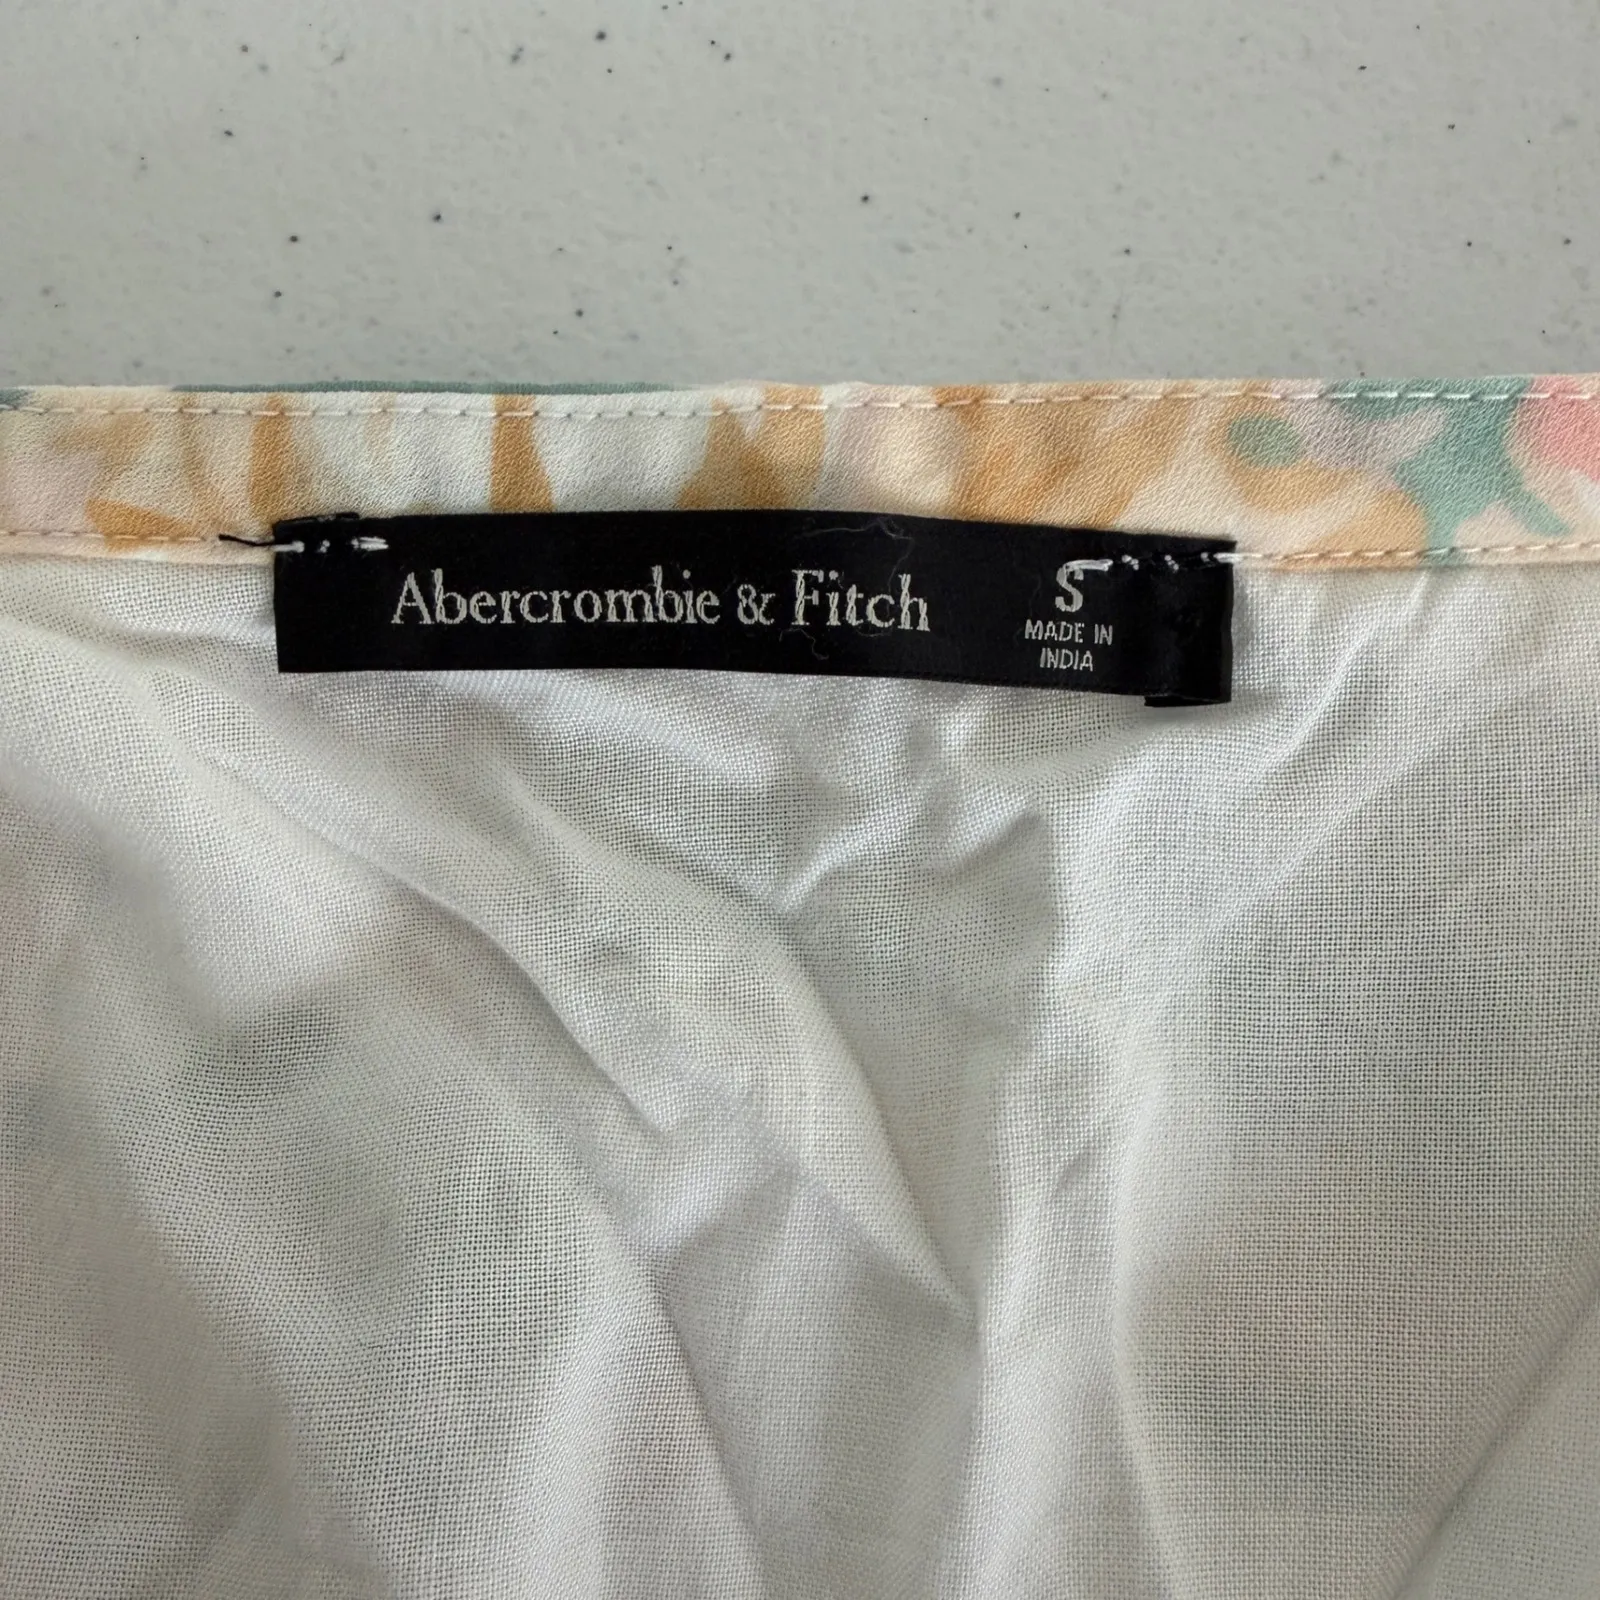 Abercrombie & Fitch
S
MADE IN
INDIA